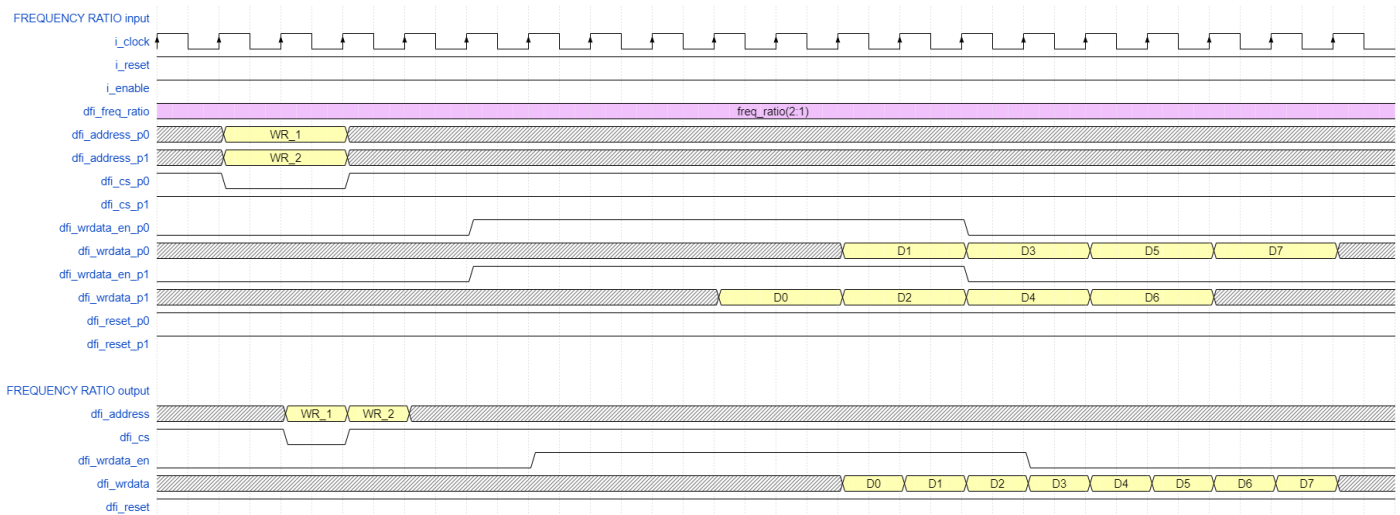 FREQUENCY RATIO input
i_clock
i_reset
i_enable
dfi_freq_ratio freq_ratio(2:1)
dfi_address_p0 WR_1
dfi_address_p1 WR_2
dfi_cs_p0
dfi_cs_p1
dfi_wrdata_en_p0
dfi_wrdata_p0 D1 D3 D5 D7
dfi_wrdata_en_p1
dfi_wrdata_p1 D0 D2 D4 D6
dfi_reset_p0
dfi_reset_p1
FREQUENCY RATIO output
dfi_address WR_1 WR_2
dfi_cs
dfi_wrdata_en
dfi_wrdata D0 D1 D2 D3 D4 D5 D6 D7
dfi_reset